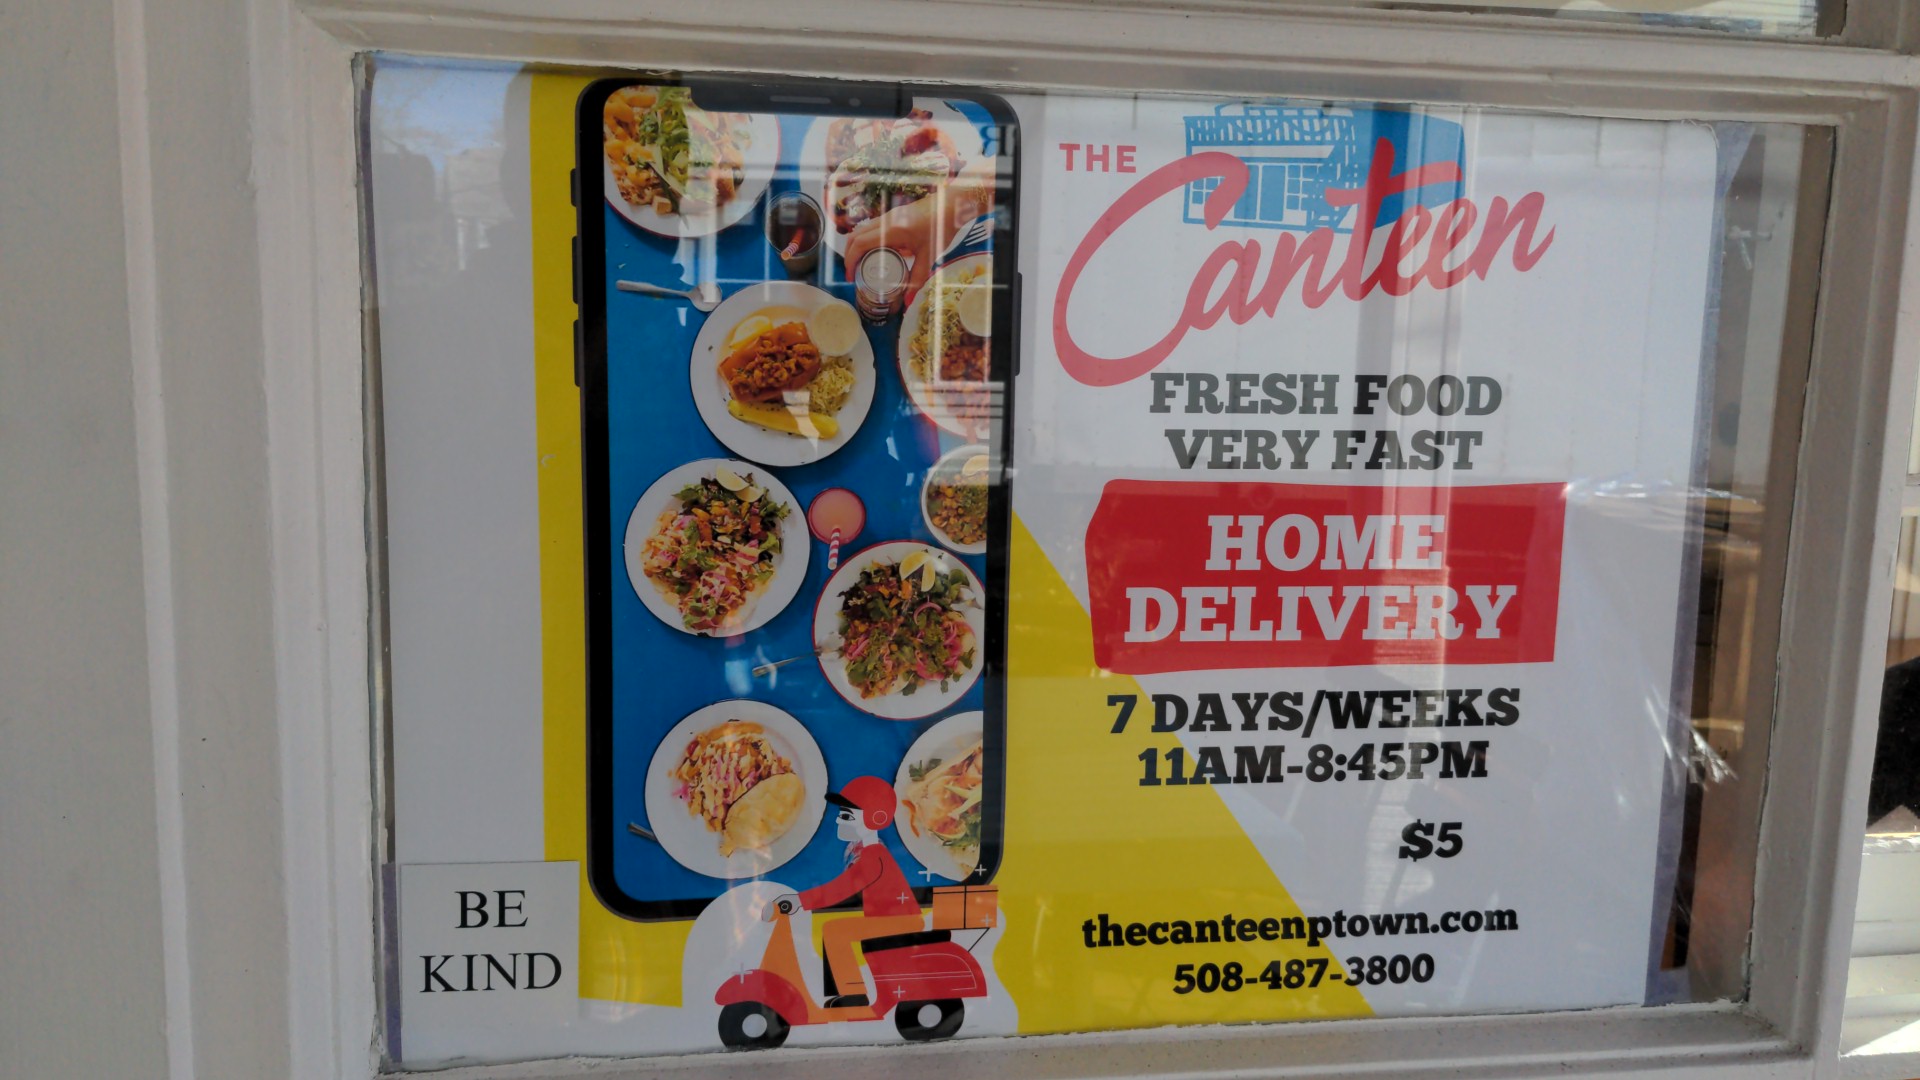 THE
Canteen
FRESH FOOD
VERY FAST
HOME
DELIVERY
7 DAYS/WEEKS
11AM-8:45PM
$5
thecanteenptown.com
508-487-3800
BE
KIND